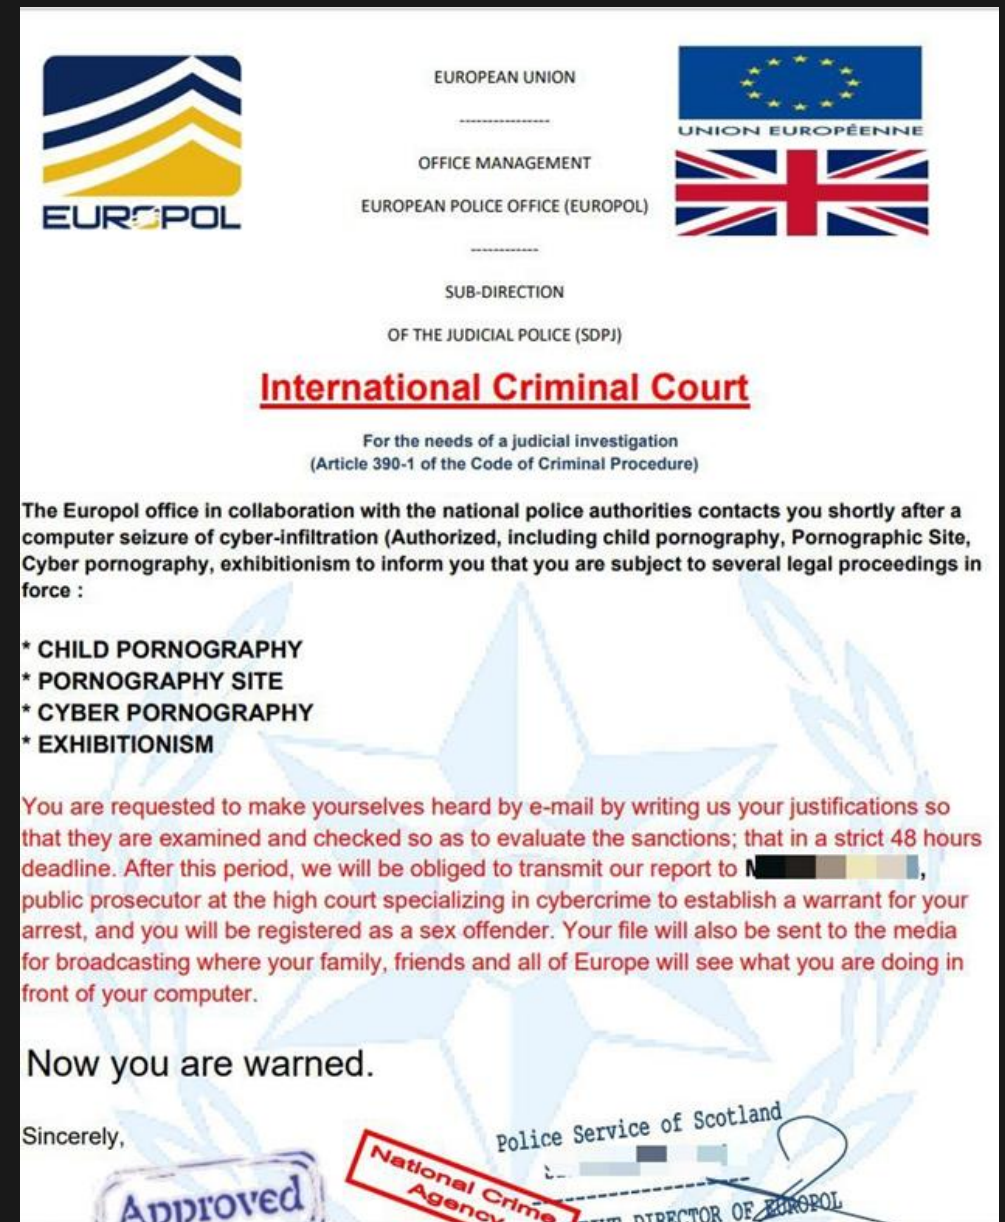 EUROPOL
EUROPEAN UNION
----------------
OFFICE MANAGEMENT
EUROPEAN POLICE OFFICE (EUROPOL)
------------
SUB-DIRECTION
OF THE JUDICIAL POLICE (SDPJ)
UNION EUROPÉENNE
International Criminal Court
For the needs of a judicial investigation
(Article 390-1 of the Code of Criminal Procedure)
The Europol office in collaboration with the national police authorities contacts you shortly after a
computer seizure of cyber-infiltration (Authorized, including child pornography, Pornographic Site,
Cyber pornography, exhibitionism to inform you that you are subject to several legal proceedings in
force :
* CHILD PORNOGRAPHY
* PORNOGRAPHY SITE
* CYBER PORNOGRAPHY
* EXHIBITIONISM
You are requested to make yourselves heard by e-mail by writing us your justifications so
that they are examined and checked so as to evaluate the sanctions; that in a strict 48 hours
deadline. After this period, we will be obliged to transmit our report to M ,
public prosecutor at the high court specializing in cybercrime to establish a warrant for your
arrest, and you will be registered as a sex offender. Your file will also be sent to the media
for broadcasting where your family, friends and all of Europe will see what you are doing in
front of your computer.
Now you are warned.
Sincerely,
Approved
National Crime
Agency
Police Service of Scotland
DIRECTOR OF EUROPOL